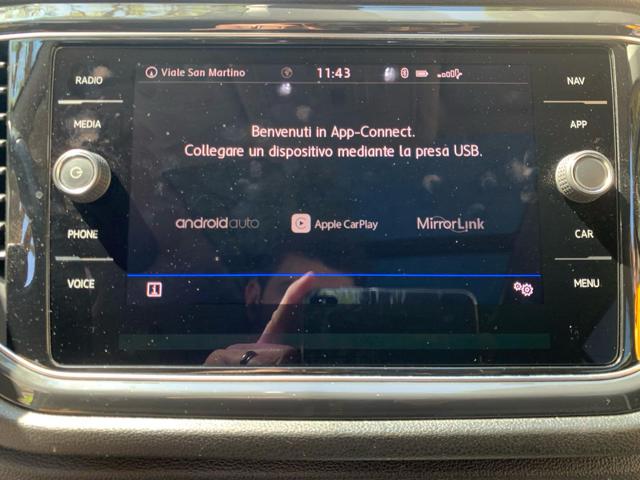 RADIO
MEDIA
PHONE
VOICE
Viale San Martino
11:43
Benvenuti in App-Connect.
Collegare un dispositivo mediante la presa USB.
androidauto
Apple CarPlay
MirrorLink
NAV
APP
CAR
MENU